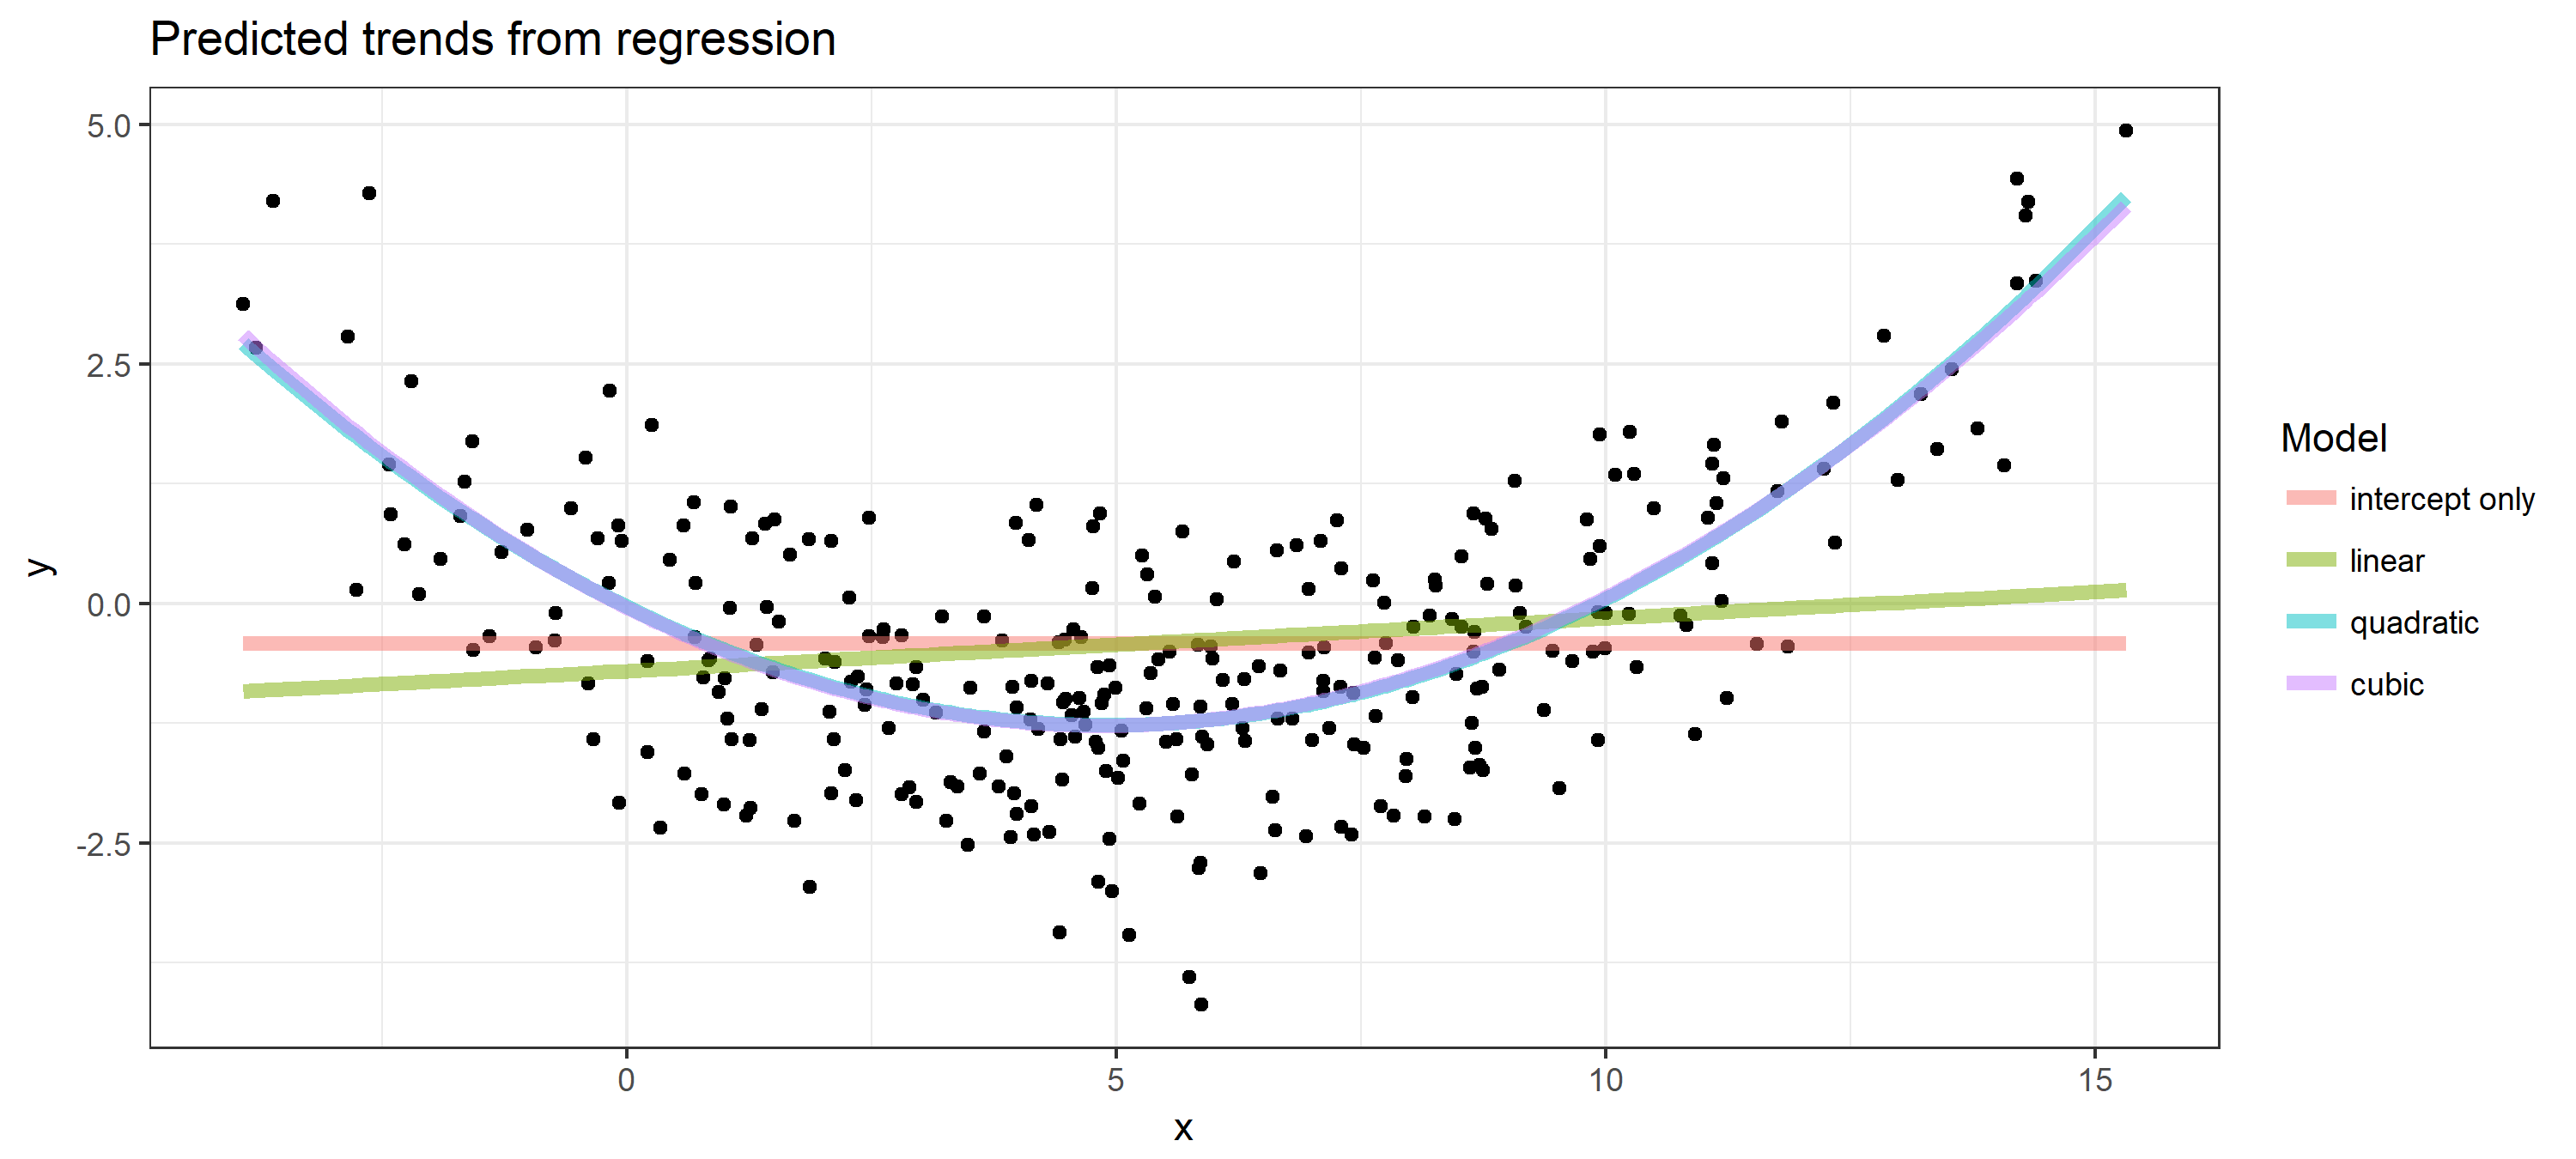 Predicted trends from regression
5.0
2.5
0.0
-2.5
y
0
5
10
15
x
Model
intercept only
linear
quadratic
cubic